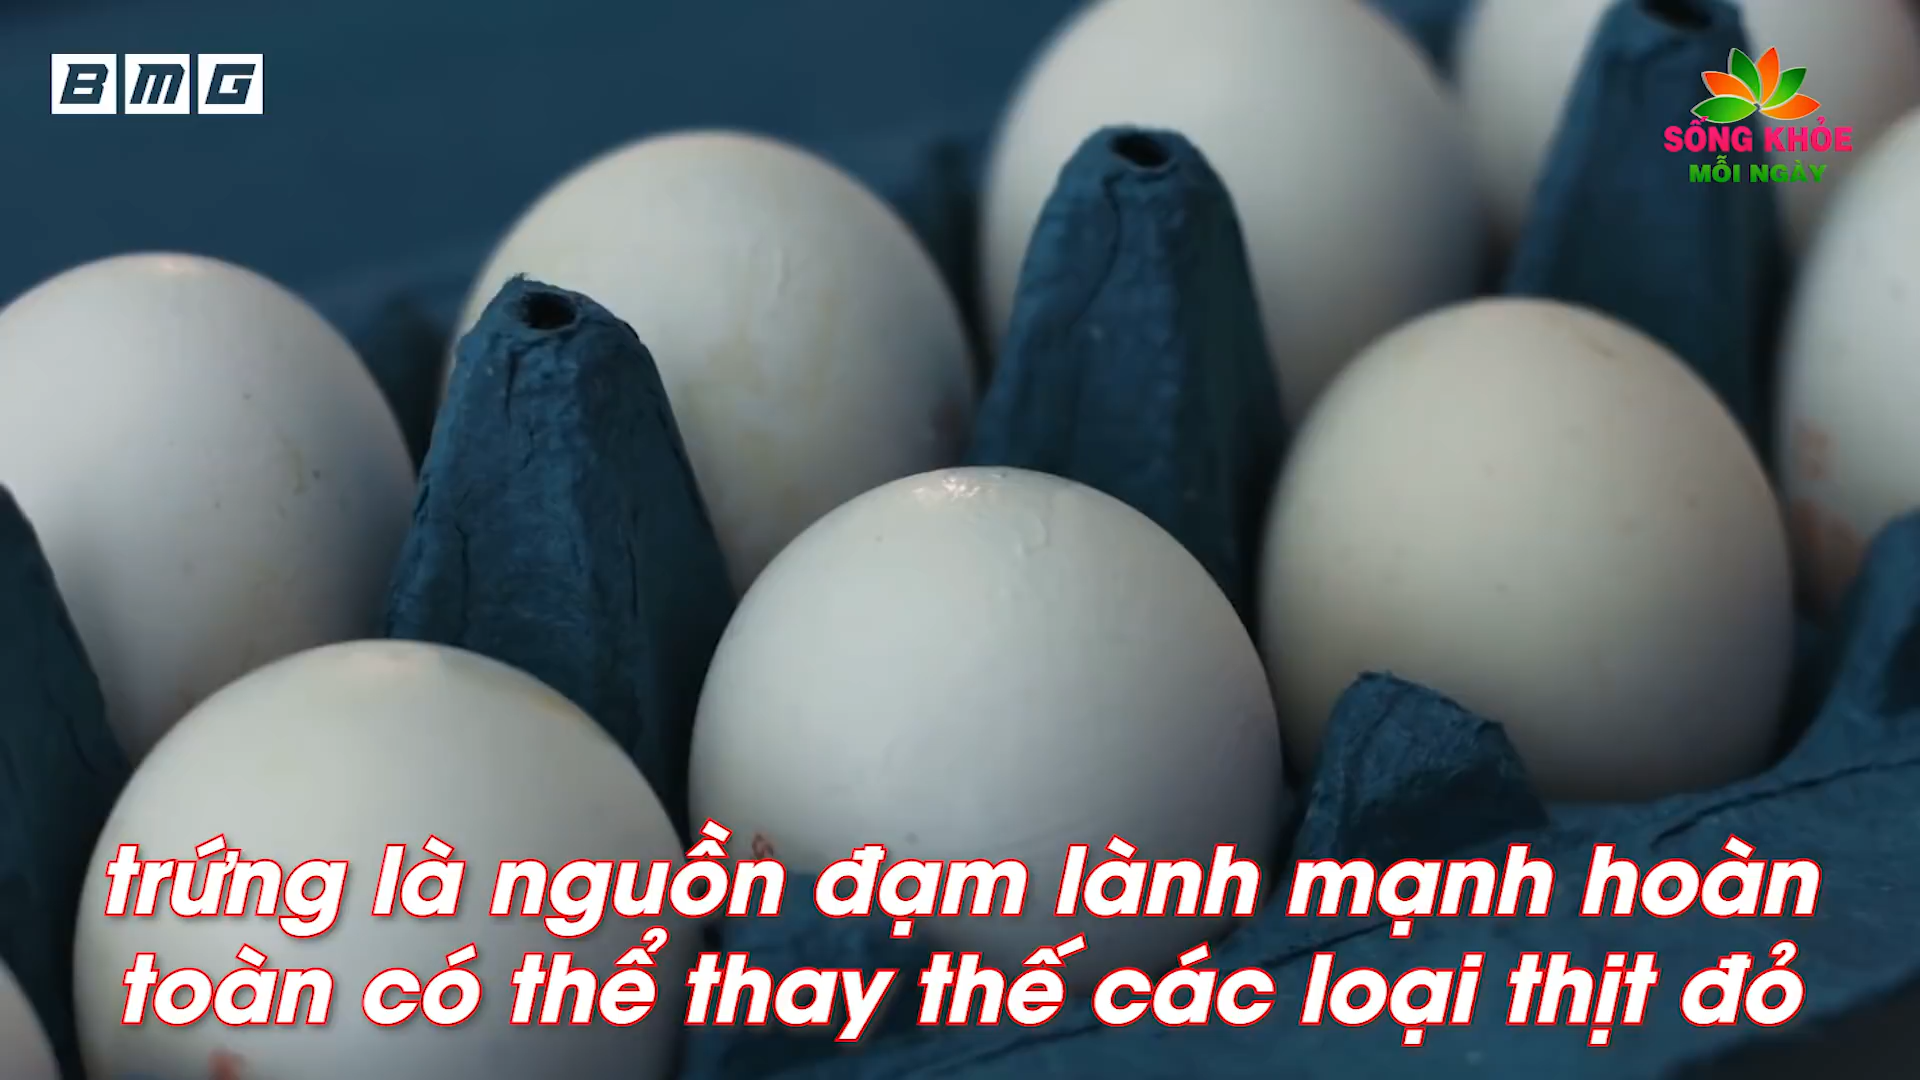 BMG
SỐNG KHỎE
MỖI NGÀY
trứng là nguồn đạm lành mạnh hoàn
toàn có thể thay thế các loại thịt đỏ